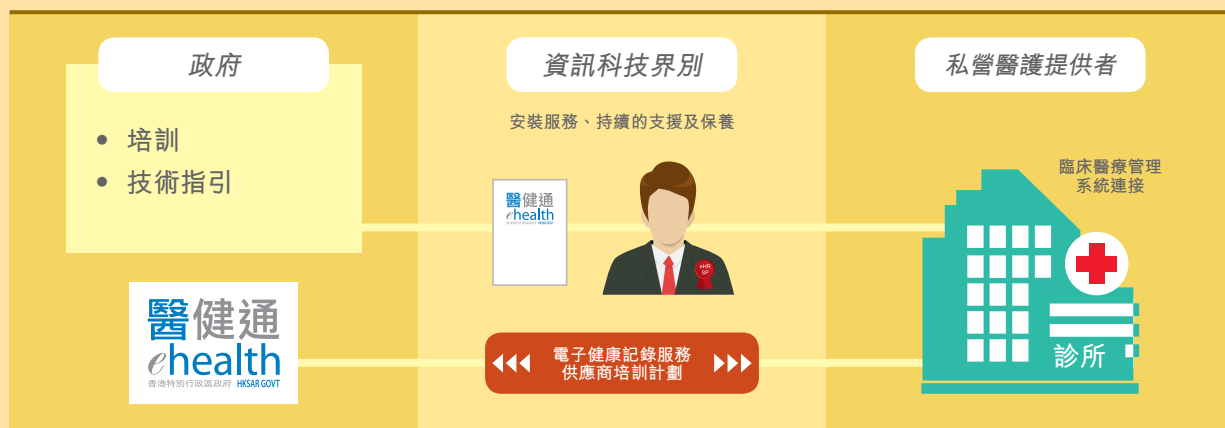 政府
資訊科技界別
私營醫護提供者
• 培訓
• 技術指引
安裝服務、持續的支援及保養
臨床醫療管理
系統連接
醫健通
ehealth
eHR
SP
醫健通
ehealth
香港特別行政區政府 HKSAR GOVT
電子健康記錄服務
供應商培訓計劃
診所